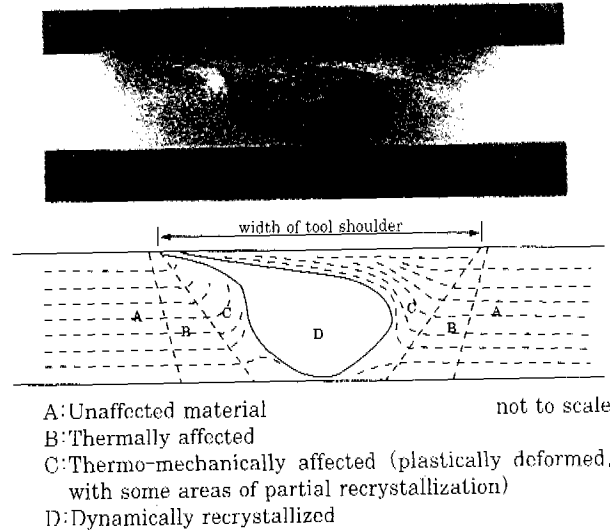 width of tool shoulder
A B C D C B A
A:Unaffected material not to scale
B:Thermally affected
C:Thermo-mechanically affected (plastically deformed,
with some areas of partial recrystallization)
D:Dynamically recrystallized